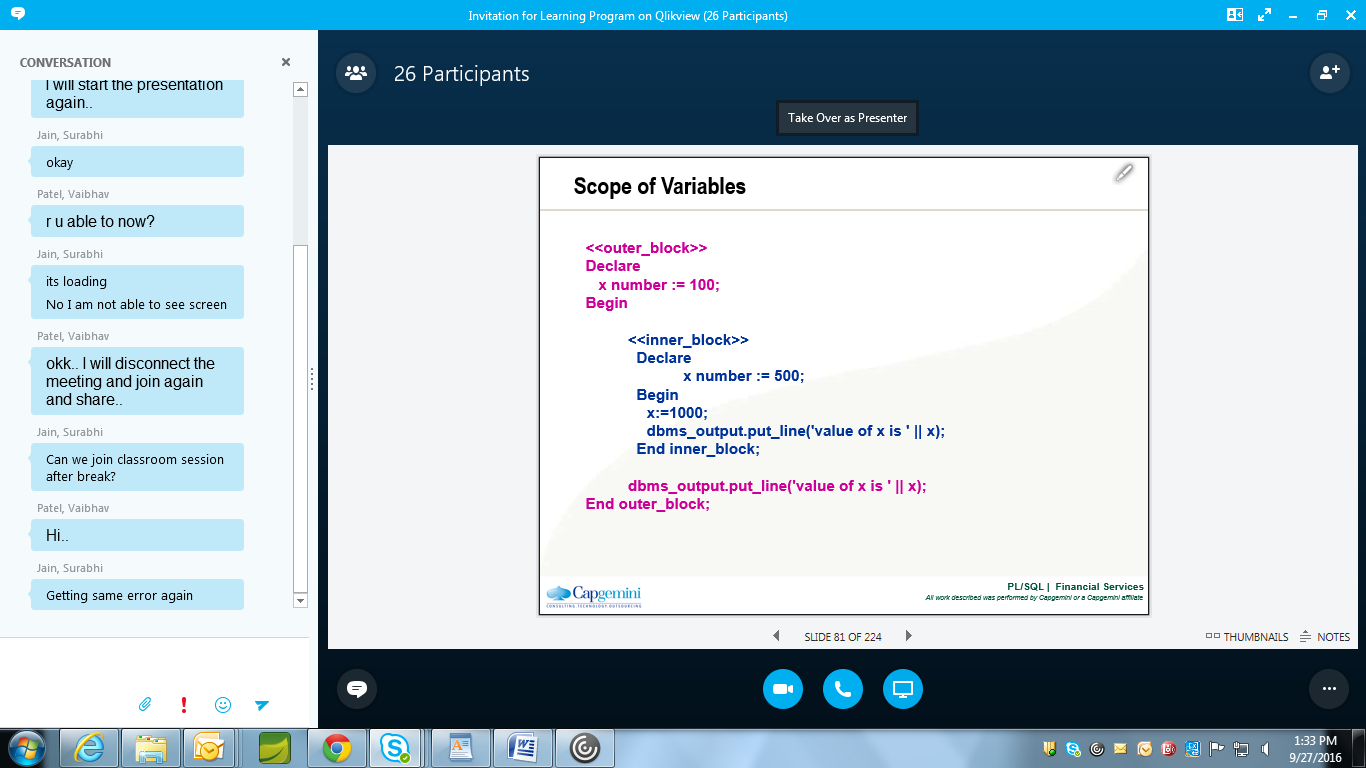 Invitation for Learning Program on Qlikview (26 Participants)
CONVERSATION
I will start the presentation
again..
Jain, Surabhi
okay
Patel, Vaibhav
r u able to now?
Jain, Surabhi
its loading
No I am not able to see screen
Patel, Vaibhav
okk.. I will disconnect the
meeting and join again
and share..
Jain, Surabhi
Can we join classroom session
after break?
Patel, Vaibhav
Hi..
Jain, Surabhi
Getting same error again
26 Participants
Take Over as Presenter
Scope of Variables
<<outer_block>>
Declare
x number := 100;
Begin
<<inner_block>>
Declare
x number := 500;
Begin
x:=1000;
dbms_output.put_line('value of x is ' || x);
End inner_block;
dbms_output.put_line('value of x is ' || x);
End outer_block;
Capgemini
CONSULTING.TECHNOLOGY.OUTSOURCING
PL/SQL | Financial Services
All work described was performed by Capgemini or a Capgemini affiliate
SLIDE 81 OF 224
THUMBNAILS
NOTES
1:33 PM
9/27/2016